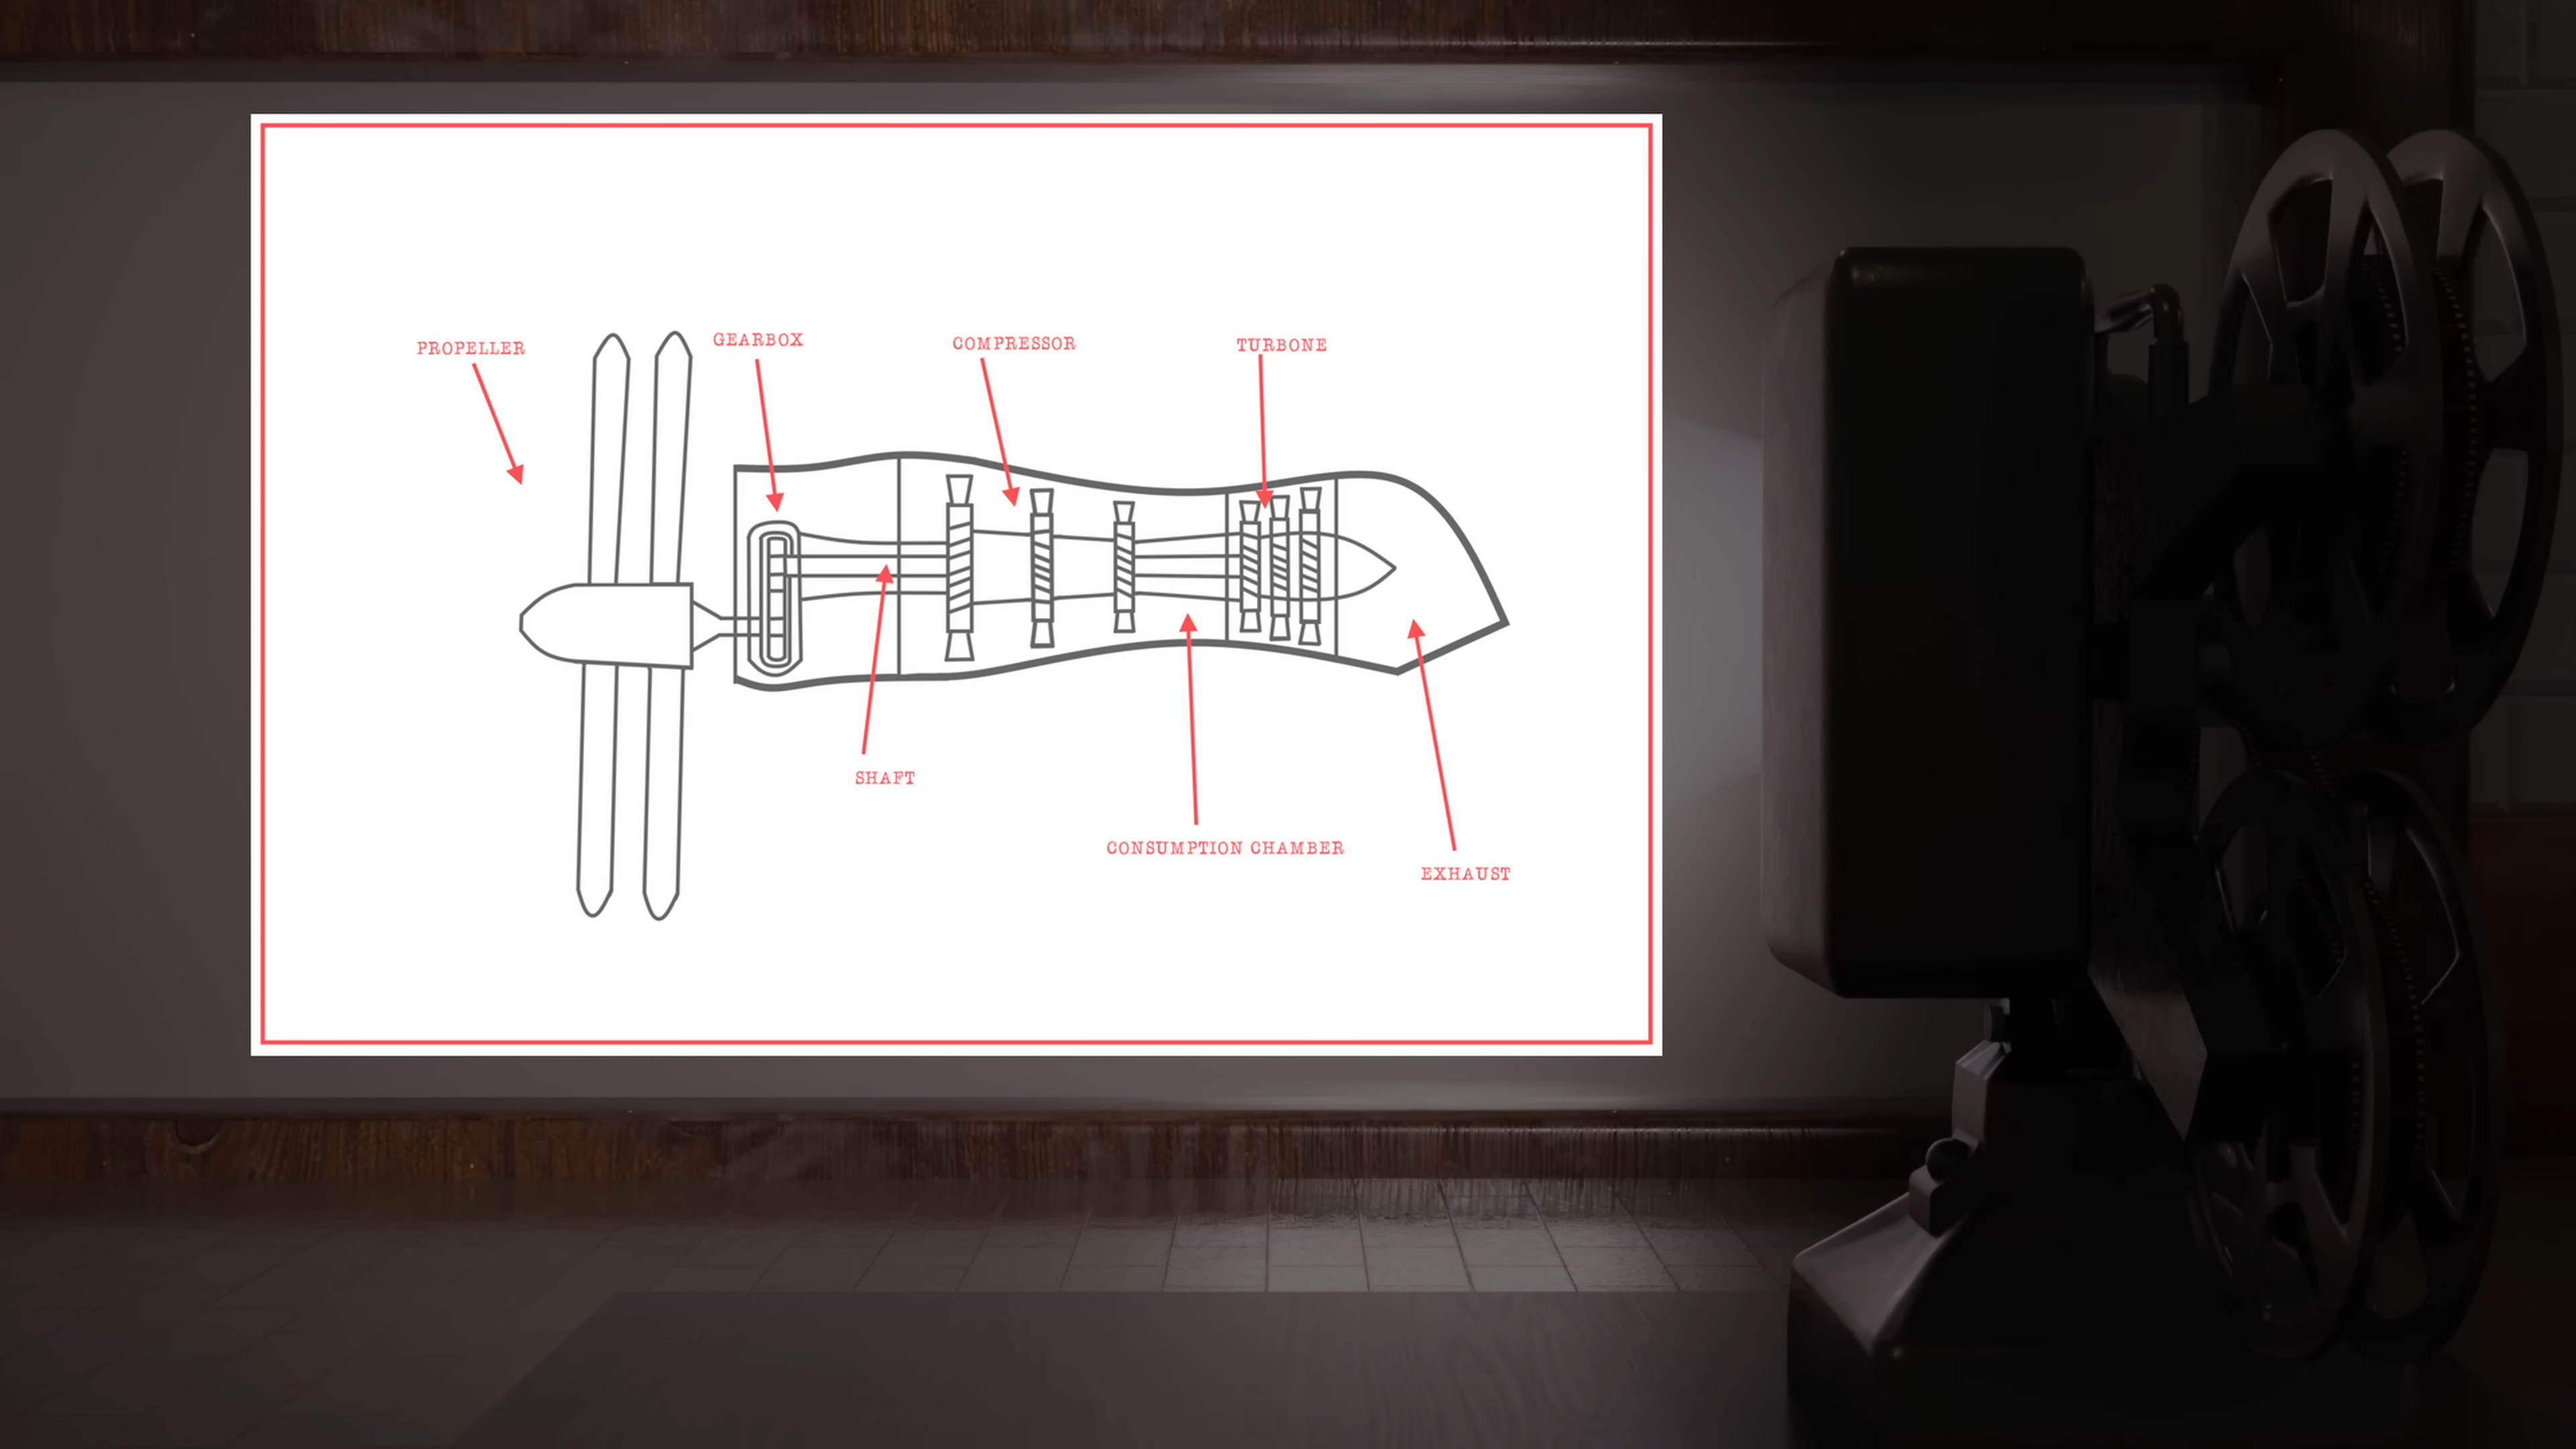 PROPELLER
GEARBOX
COMPRESSOR
TURBONE
SHAFT
CONSUMPTION CHAMBER
EXHAUST